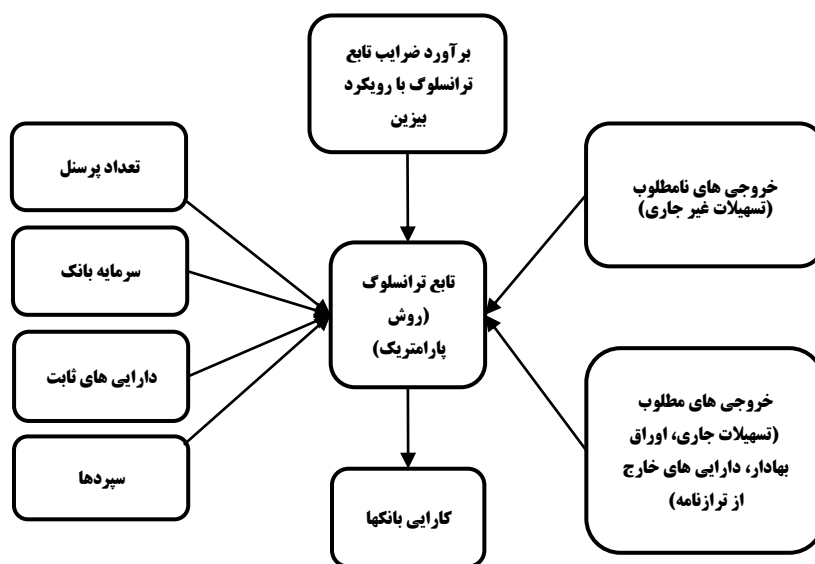 برآورد ضرایب تابع
ترانسلوگ با رویکرد
بیزین
تعداد پرسنل
سرمایه بانک
دارایی های ثابت
سپردها
تابع ترانسلوگ
(روش
پارامتریک)
کارایی بانکها
خروجی های نامطلوب
(تسهیلات غیر جاری)
خروجی های مطلوب
(تسهیلات جاری، اوراق
بهادار، دارایی های خارج
از ترازنامه)